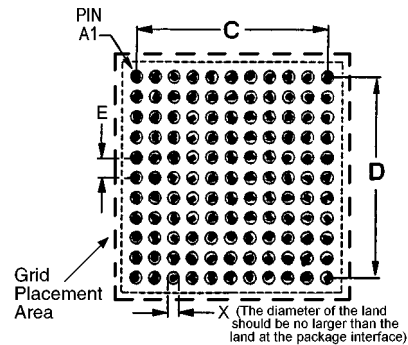 PIN
A1
C
E
D
Grid
Placement
Area
X (The diameter of the land
should be no larger than the
land at the package interface)